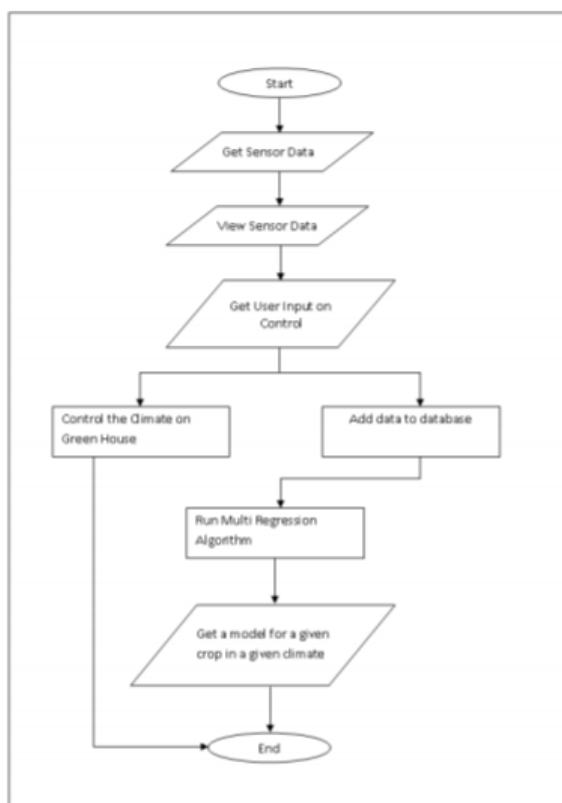 Start
Get Sensor Data
View Sensor Data
Get User Input on
Control
Control the Climate on
Green House
Add data to database
Run Multi Regression
Algorithm
Get a model for a given
crop in a given climate
End